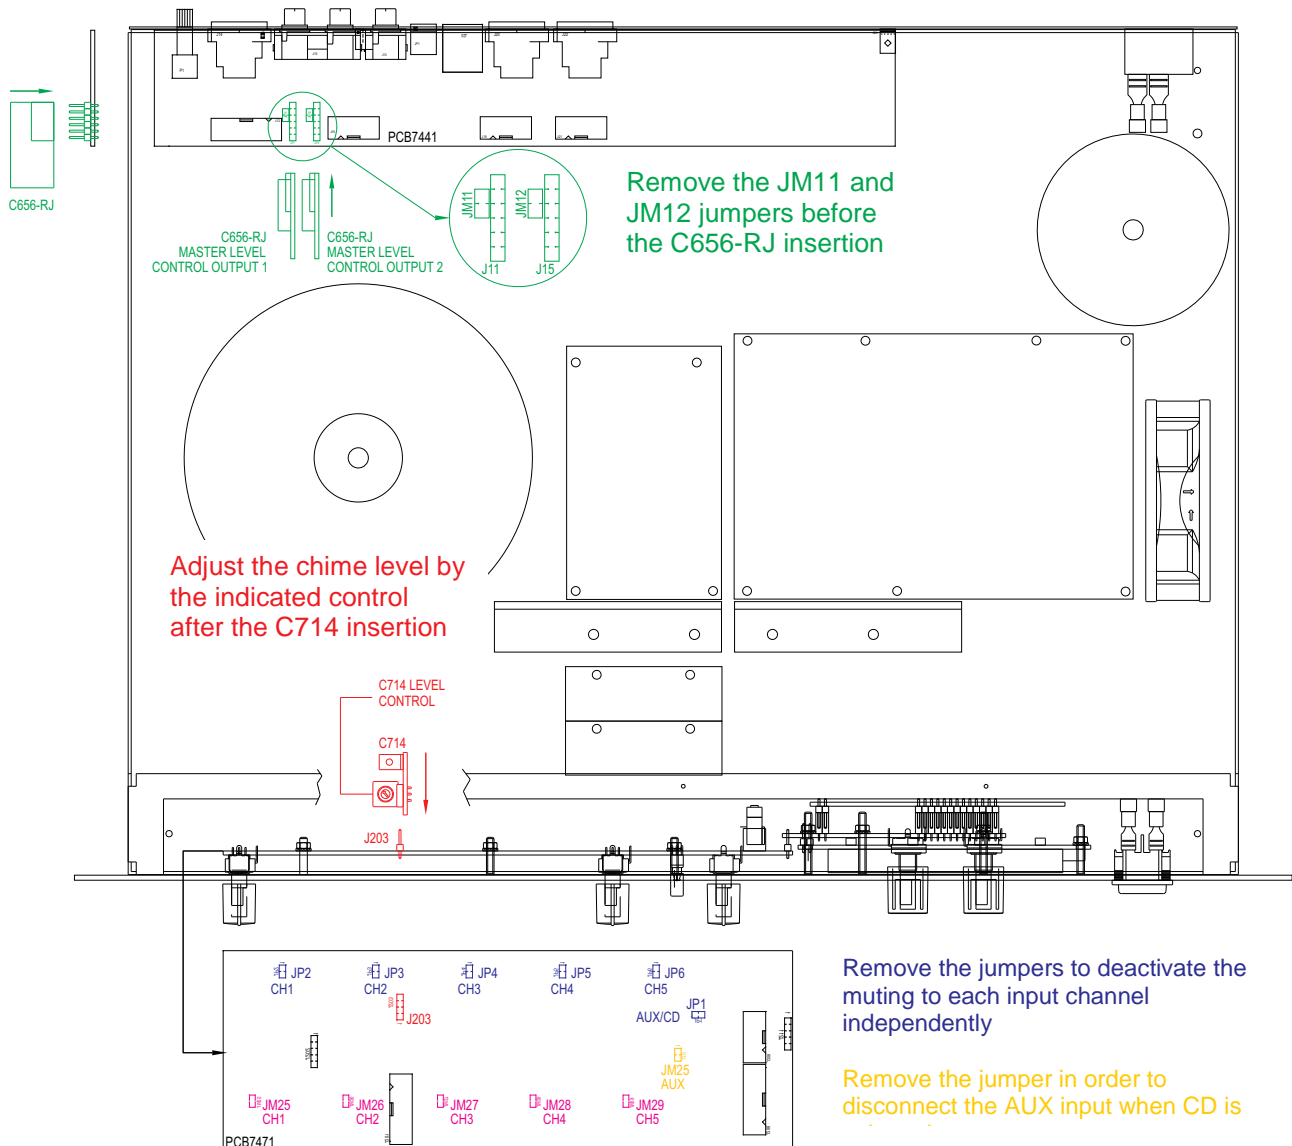 PCB7441
C656-RJ
Remove the JM11 and
JM12 jumpers before
the C656-RJ insertion
JM11
JM12
J11
J15
C656-RJ
MASTER LEVEL
CONTROL OUTPUT 1
C656-RJ
MASTER LEVEL
CONTROL OUTPUT 2
Adjust the chime level by
the indicated control
after the C714 insertion
C714 LEVEL
CONTROL
C714
J203
JP2
CH1
JP3
CH2
JP4
CH3
JP5
CH4
JP6
CH5
J203
JP1
AUX/CD
JM25
AUX
JM25
CH1
JM26
CH2
JM27
CH3
JM28
CH4
JM29
CH5
PCB7471
Remove the jumpers to deactivate the
muting to each input channel
independently
Remove the jumper in order to
disconnect the AUX input when CD is